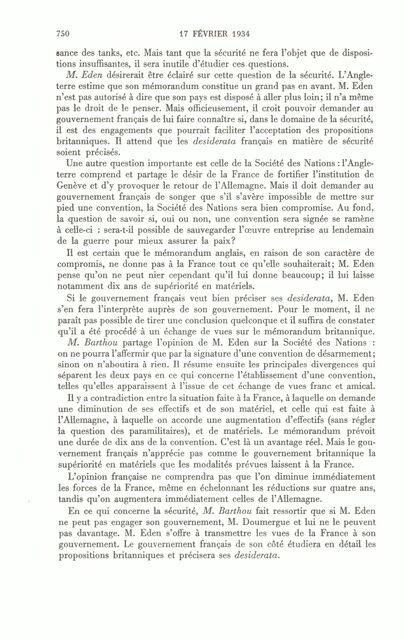 750 17 FÉVRIER 1934
sance des tanks, etc. Mais tant que la sécurité ne fera l'objet que de disposi-
tions insuffisantes, il sera inutile d'étudier ces questions.
M. Eden désirerait être éclairé sur cette question de la sécurité. L'Angle-
terre estime que son mémorandum constitue un grand pas en avant. M. Eden
n'est pas autorisé à dire que son pays est disposé à aller plus loin; il n'a même
pas le droit de le penser. Mais officieusement, il croit pouvoir demander au
gouvernement français de lui faire connaître si, dans le domaine de la sécurité,
il est des engagements que pourrait faciliter l'acceptation des propositions
britanniques. Il attend que les desiderata français en matière de sécurité
soient précisés.
Une autre question importante est celle de la Société des Nations : l'Angle-
terre comprend et partage le désir de la France de fortifier l'institution de
Genève et d'y provoquer le retour de l'Allemagne. Mais il doit demander au
gouvernement français de songer que s'il s'avère impossible de mettre sur
pied une convention, la Société des Nations sera bien compromise. Au fond,
la question de savoir si, oui ou non, une convention sera signée se ramène
à celle-ci : sera-t-il possible de sauvegarder l'œuvre entreprise au lendemain
de la guerre pour mieux assurer la paix?
Il est certain que le mémorandum anglais, en raison de son caractère de
compromis, ne donne pas à la France tout ce qu'elle souhaiterait; M. Eden
pense qu'on ne peut nier cependant qu'il lui donne beaucoup; il lui laisse
notamment dix ans de supériorité en matériels.
Si le gouvernement français veut bien préciser ses desiderata, M. Eden
s'en fera l'interprète auprès de son gouvernement. Pour le moment, il ne
paraît pas possible de tirer une conclusion quelconque et il suffira de constater
qu'il a été procédé à un échange de vues sur le mémorandum britannique.
M. Barthou partage l'opinion de M. Eden sur la Société des Nations :
on ne pourra l'affermir que par la signature d'une convention de désarmement;
sinon on n'aboutira à rien. Il résume ensuite les principales divergences qui
séparent les deux pays en ce qui concerne l'établissement d'une convention,
telles qu'elles apparaissent à l'issue de cet échange de vues franc et amical.
Il y a contradiction entre la situation faite à la France, à laquelle on demande
une diminution de ses effectifs et de son matériel, et celle qui est faite à
l'Allemagne, à laquelle on accorde une augmentation d'effectifs (sans régler
la question des paramilitaires), et de matériels. Le mémorandum prévoit
une durée de dix ans de la convention. C'est là un avantage réel. Mais le gou-
vernement français n'apprécie pas comme le gouvernement britannique la
supériorité en matériels que les modalités prévues laissent à la France.
L'opinion française ne comprendra pas que l'on diminue immédiatement
les forces de la France, même en échelonnant les réductions sur quatre ans,
tandis qu'on augmentera immédiatement celles de l'Allemagne.
En ce qui concerne la sécurité, M. Barthou fait ressortir que si M. Eden
ne peut pas engager son gouvernement, M. Doumergue et lui ne le peuvent
pas davantage. M. Eden s'offre à transmettre les vues de la France à son
gouvernement. Le gouvernement français de son côté étudiera en détail les
propositions britanniques et précisera ses desiderata.